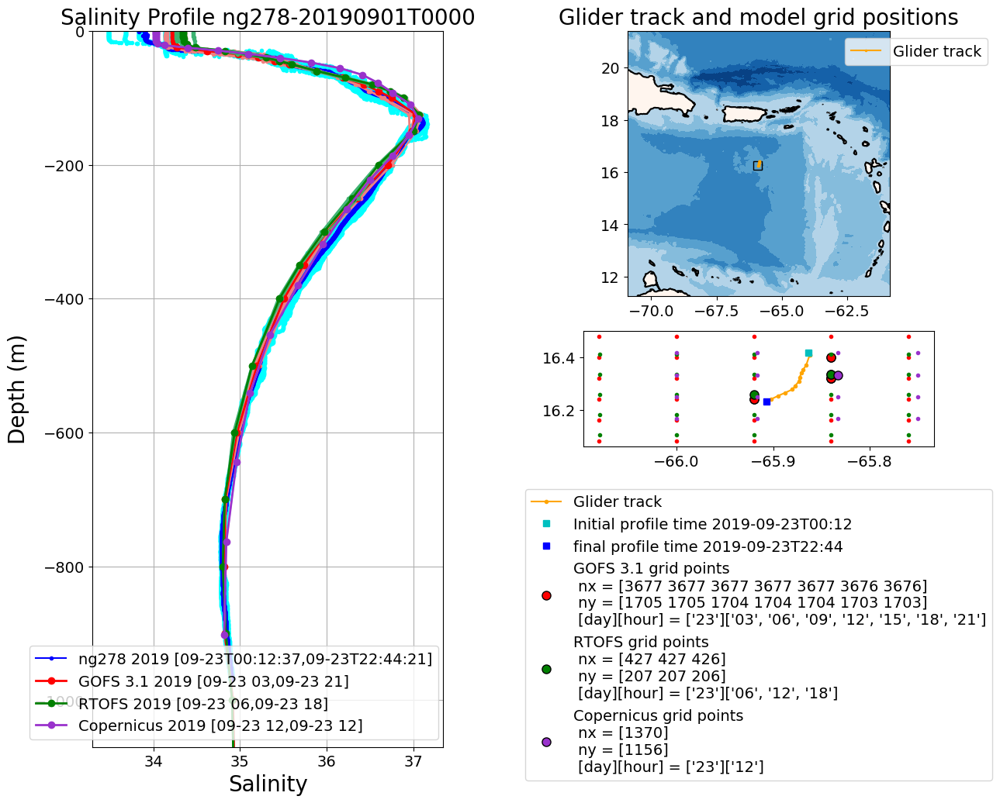 Salinity Profile ng278-20190901T0000
0
−200
−400
−600
−800
−1000
Depth (m)
34
35
36
37
Salinity
ng278 2019 [09-23T00:12:37,09-23T22:44:21]
GOFS 3.1 2019 [09-23 03,09-23 21]
RTOFS 2019 [09-23 06,09-23 18]
Copernicus 2019 [09-23 12,09-23 12]
Glider track and model grid positions
Glider track
20
18
16
14
12
−70.0
−67.5
−65.0
−62.5
16.4
16.2
−66.0
−65.9
−65.8
Glider track
Initial profile time 2019-09-23T00:12
final profile time 2019-09-23T22:44
GOFS 3.1 grid points
nx = [3677 3677 3677 3677 3677 3676 3676]
ny = [1705 1705 1704 1704 1704 1703 1703]
[day][hour] = ['23']['03', '06', '09', '12', '15', '18', '21']
RTOFS grid points
nx = [427 427 426]
ny = [207 207 206]
[day][hour] = ['23']['06', '12', '18']
Copernicus grid points
nx = [1370]
ny = [1156]
[day][hour] = ['23']['12']